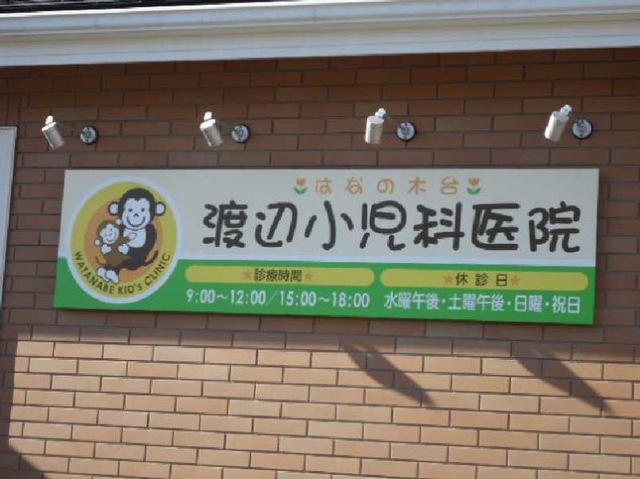 はなの木台
渡辺小児科医院
WATANABE KID's CLINIC
★診療時間★
9:00～12:00／15:00～18:00
★休診日★
水曜午後・土曜午後・日曜・祝日